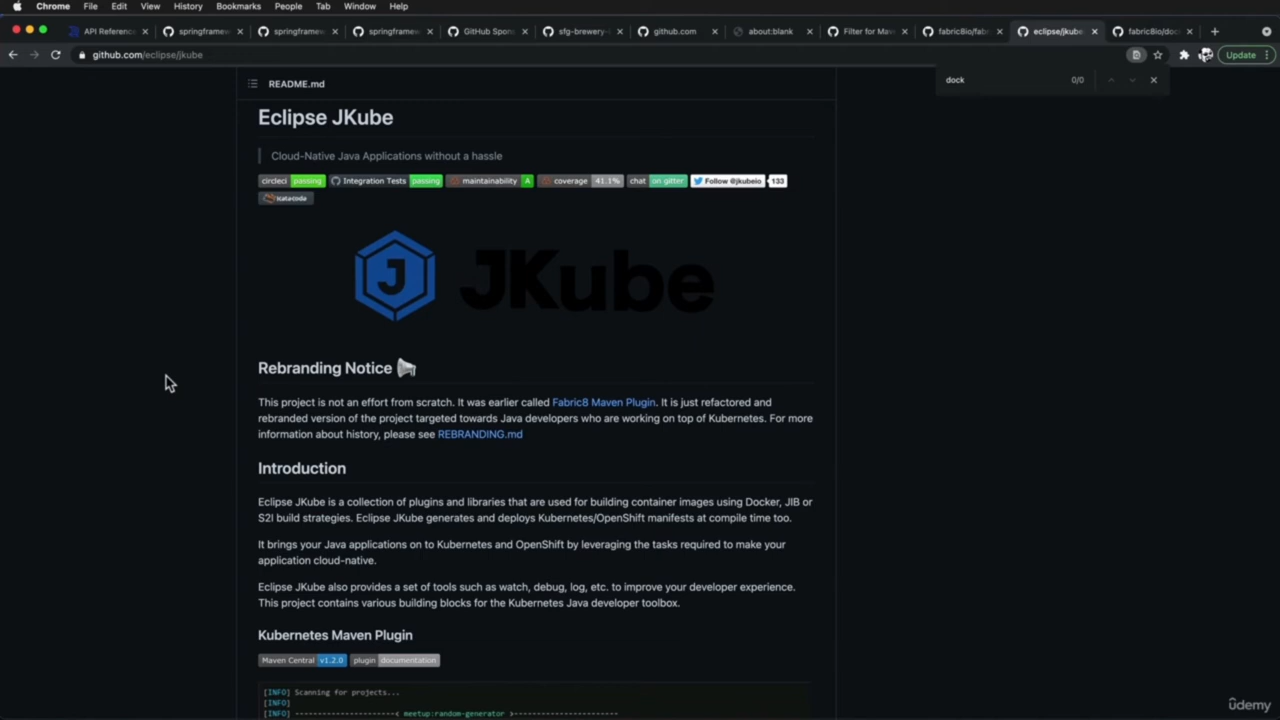 Chrome File Edit View History Bookmarks People Tab Window Help
API Reference springframew springframew springframew GitHub Spon sfg-brewery- github.com about:blank Filter for Mav fabric8io/fab eclipse/jkube fabric8io/doc
github.com/eclipse/jkube Update
dock 0/0
README.md
Eclipse JKube
Cloud-Native Java Applications without a hassle
circleci passing Integration Tests passing maintainability A coverage 41.1% chat on gitter Follow @jkubeio 133
katacoda
J JKube
Rebranding Notice
This project is not an effort from scratch. It was earlier called Fabric8 Maven Plugin. It is just refactored and
rebranded version of the project targeted towards Java developers who are working on top of Kubernetes. For more
information about history, please see REBRANDING.md
Introduction
Eclipse JKube is a collection of plugins and libraries that are used for building container images using Docker, JIB or
S2I build strategies. Eclipse JKube generates and deploys Kubernetes/OpenShift manifests at compile time too.
It brings your Java applications on to Kubernetes and OpenShift by leveraging the tasks required to make your
application cloud-native.
Eclipse JKube also provides a set of tools such as watch, debug, log, etc. to improve your developer experience.
This project contains various building blocks for the Kubernetes Java developer toolbox.
Kubernetes Maven Plugin
Maven Central v1.2.0 plugin documentation
[INFO] Scanning for projects...
[INFO]
[INFO] ----------------------< meetup:random-generator >-----------------------
ûdemy